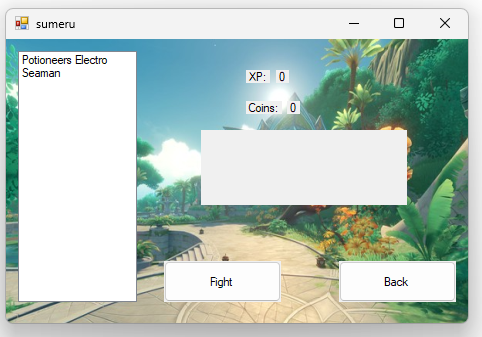 sumeru
Potioneers Electro
Seaman
XP: 0
Coins: 0
Fight
Back